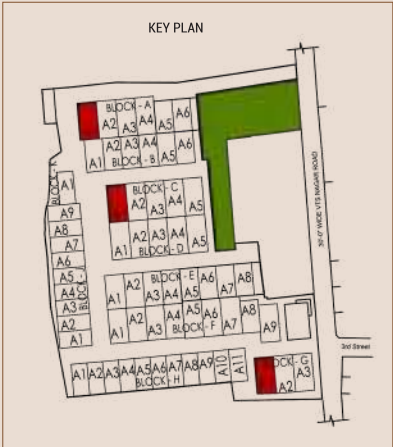 KEY PLAN
BLOCK - A
A2 A3 A4 A5 A6
A1 A2 A3 A4 A5 A6
BLOCK - B
BLOCK - C
A2 A3 A4 A5
A1 A2 A3 A4 A5
BLOCK - D
BLOCK - E
A1 A2 A3 A4 A5 A6 A7 A8
A1 A2 A3 A4 A5 A6 A7 A8 A9
BLOCK - F
OCK - G
A2 A3
A1 A2 A3 A4 A5 A6 A7 A8 A9 A10 A11
BLOCK - H
A1
A9
A8
A7
A6
A5
A4
A3
A2
A1
30'-0" WIDE VTS NAGAR ROAD
3rd Street